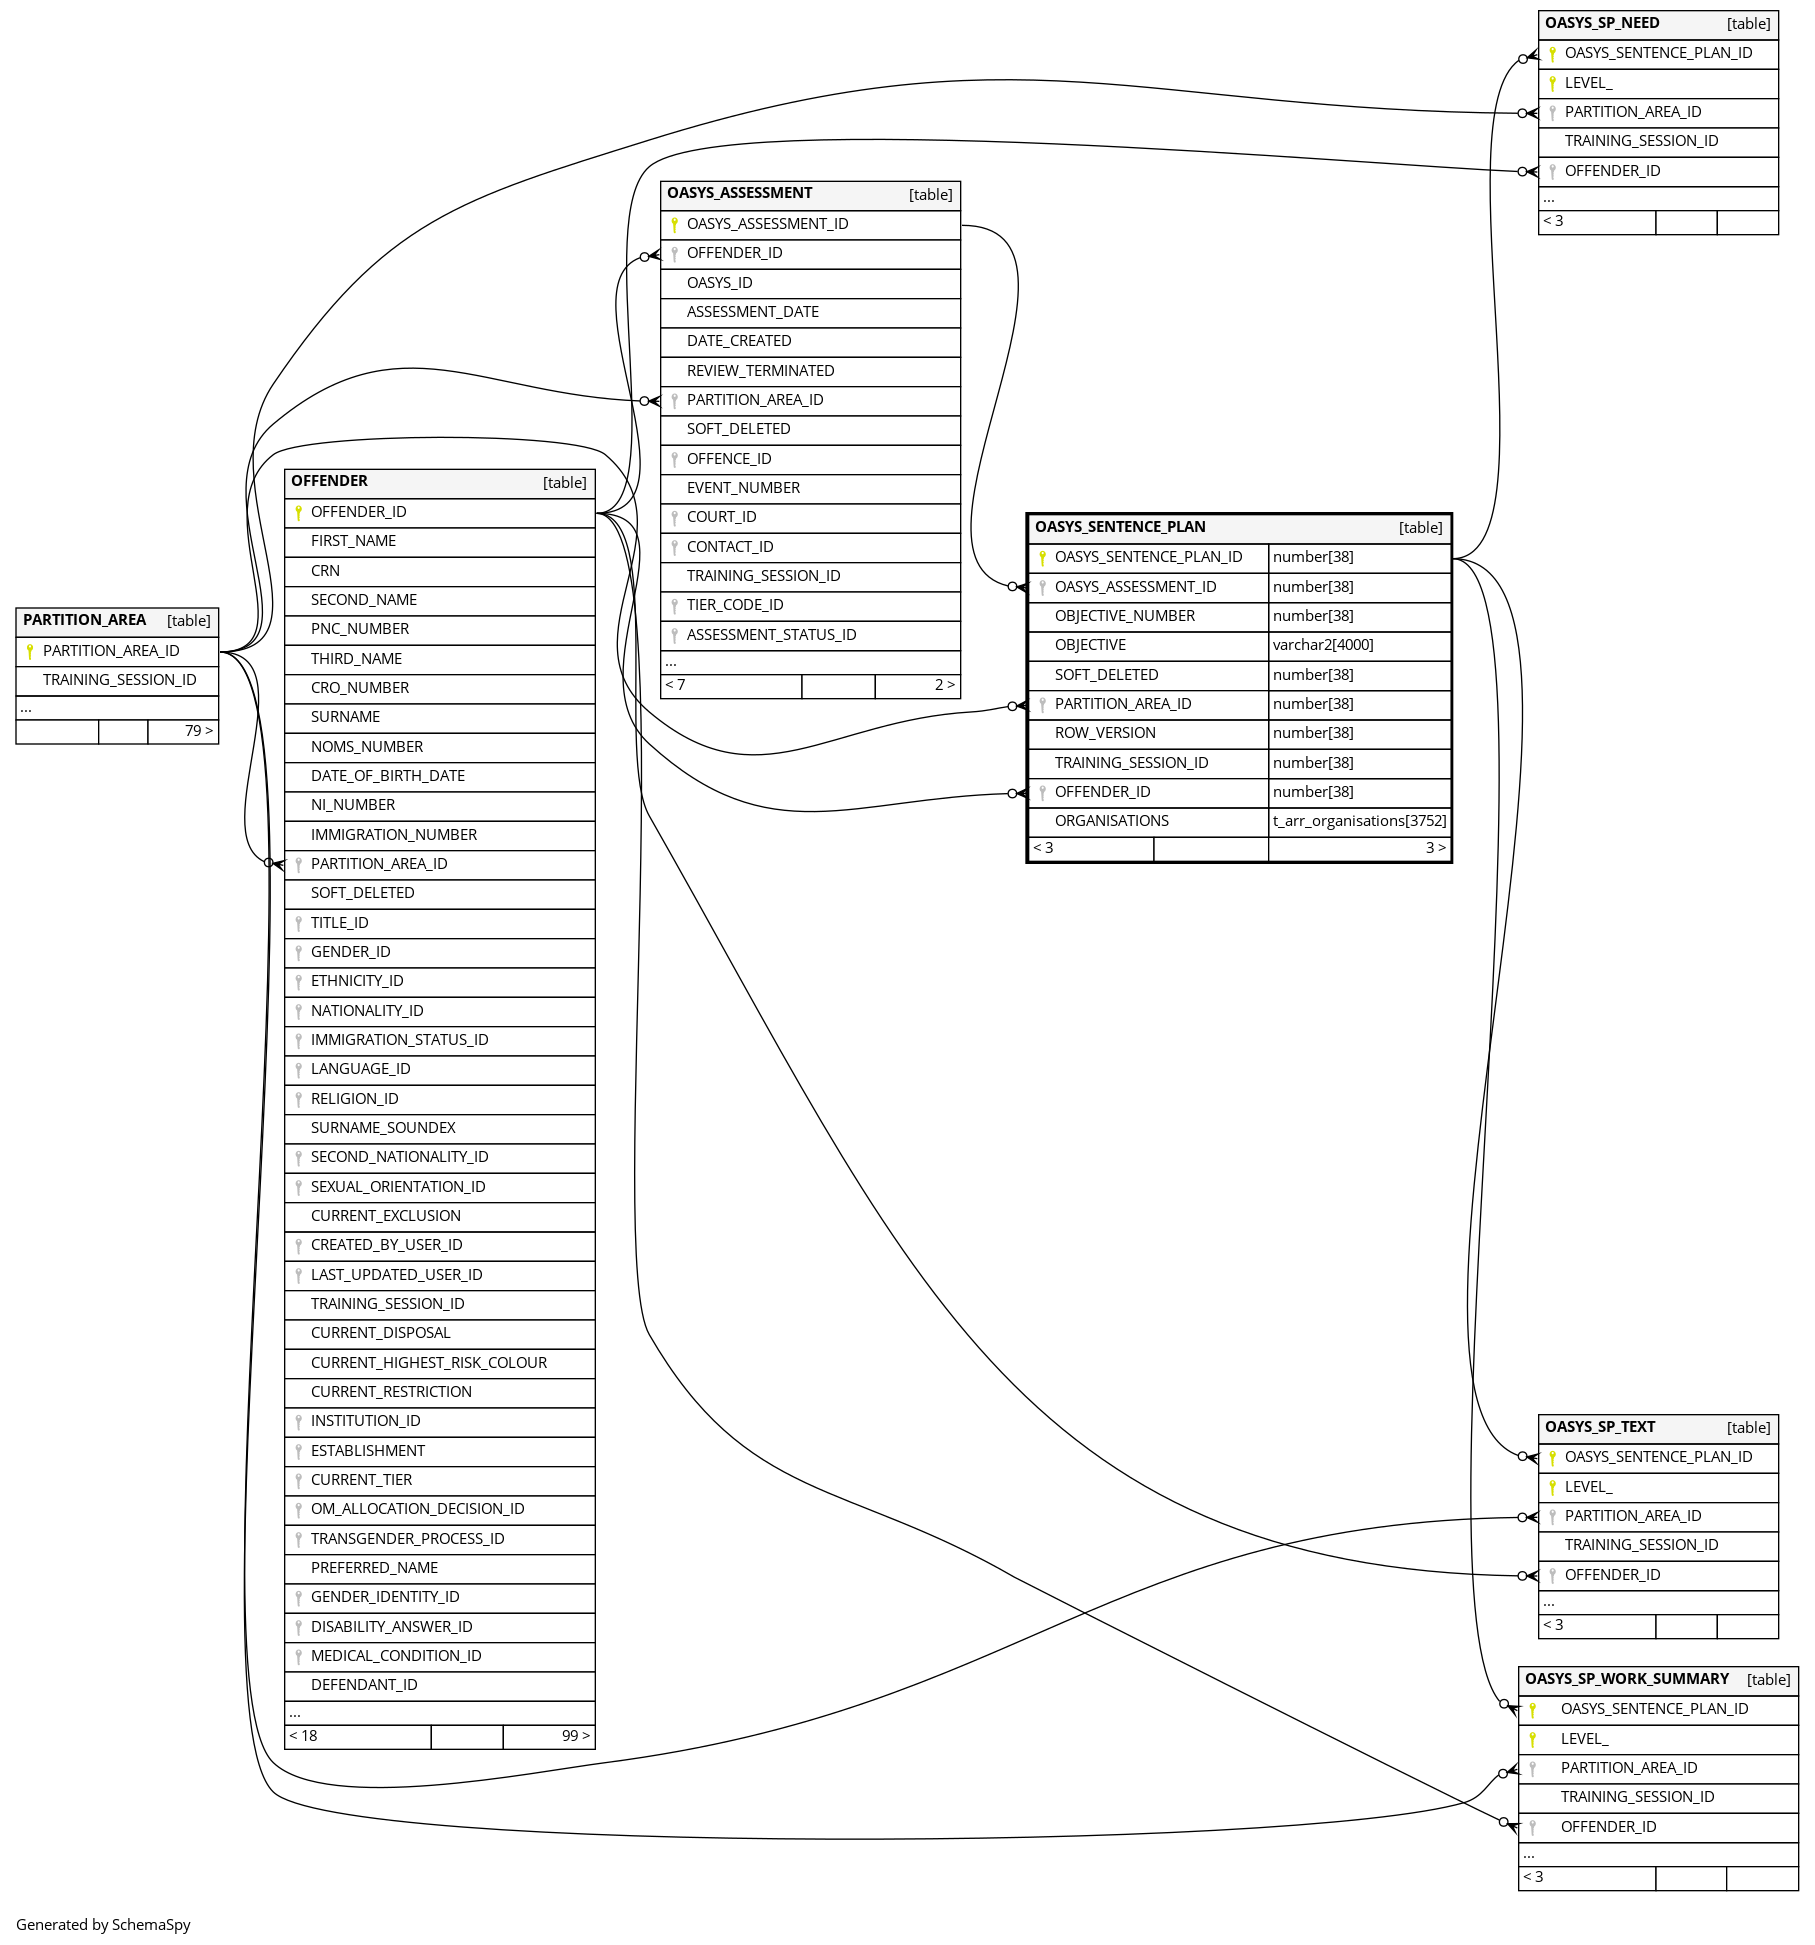 OASYS_SP_NEED [table]
OASYS_SENTENCE_PLAN_ID
LEVEL_
PARTITION_AREA_ID
TRAINING_SESSION_ID
OFFENDER_ID
...
< 3
OASYS_ASSESSMENT [table]
OASYS_ASSESSMENT_ID
OFFENDER_ID
OASYS_ID
ASSESSMENT_DATE
DATE_CREATED
REVIEW_TERMINATED
PARTITION_AREA_ID
SOFT_DELETED
OFFENCE_ID
EVENT_NUMBER
COURT_ID
CONTACT_ID
TRAINING_SESSION_ID
TIER_CODE_ID
ASSESSMENT_STATUS_ID
...
< 7 2 >
OFFENDER [table]
OFFENDER_ID
FIRST_NAME
CRN
SECOND_NAME
PNC_NUMBER
THIRD_NAME
CRO_NUMBER
SURNAME
NOMS_NUMBER
DATE_OF_BIRTH_DATE
NI_NUMBER
IMMIGRATION_NUMBER
PARTITION_AREA_ID
SOFT_DELETED
TITLE_ID
GENDER_ID
ETHNICITY_ID
NATIONALITY_ID
IMMIGRATION_STATUS_ID
LANGUAGE_ID
RELIGION_ID
SURNAME_SOUNDEX
SECOND_NATIONALITY_ID
SEXUAL_ORIENTATION_ID
CURRENT_EXCLUSION
CREATED_BY_USER_ID
LAST_UPDATED_USER_ID
TRAINING_SESSION_ID
CURRENT_DISPOSAL
CURRENT_HIGHEST_RISK_COLOUR
CURRENT_RESTRICTION
INSTITUTION_ID
ESTABLISHMENT
CURRENT_TIER
OM_ALLOCATION_DECISION_ID
TRANSGENDER_PROCESS_ID
PREFERRED_NAME
GENDER_IDENTITY_ID
DISABILITY_ANSWER_ID
MEDICAL_CONDITION_ID
DEFENDANT_ID
...
< 18 99 >
OASYS_SENTENCE_PLAN [table]
OASYS_SENTENCE_PLAN_ID number[38]
OASYS_ASSESSMENT_ID number[38]
OBJECTIVE_NUMBER number[38]
OBJECTIVE varchar2[4000]
SOFT_DELETED number[38]
PARTITION_AREA_ID number[38]
ROW_VERSION number[38]
TRAINING_SESSION_ID number[38]
OFFENDER_ID number[38]
ORGANISATIONS t_arr_organisations[3752]
< 3 3 >
PARTITION_AREA [table]
PARTITION_AREA_ID
TRAINING_SESSION_ID
...
79 >
OASYS_SP_TEXT [table]
OASYS_SENTENCE_PLAN_ID
LEVEL_
PARTITION_AREA_ID
TRAINING_SESSION_ID
OFFENDER_ID
...
< 3
OASYS_SP_WORK_SUMMARY [table]
OASYS_SENTENCE_PLAN_ID
LEVEL_
PARTITION_AREA_ID
TRAINING_SESSION_ID
OFFENDER_ID
...
< 3
Generated by SchemaSpy